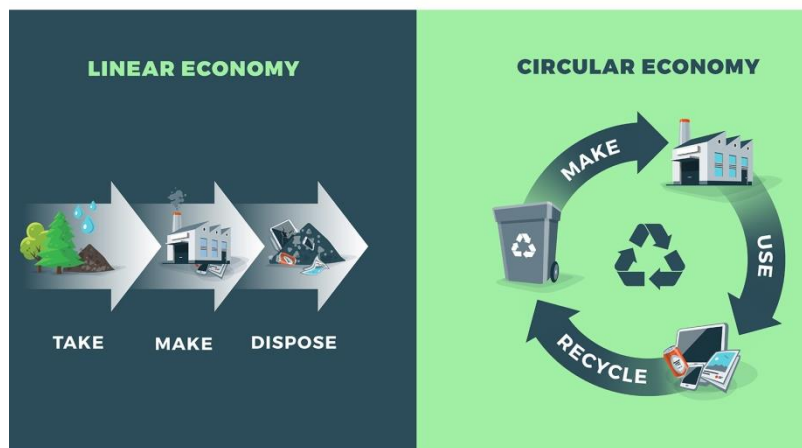 LINEAR ECONOMY
TAKE
MAKE
DISPOSE
CIRCULAR ECONOMY
MAKE
USE
RECYCLE